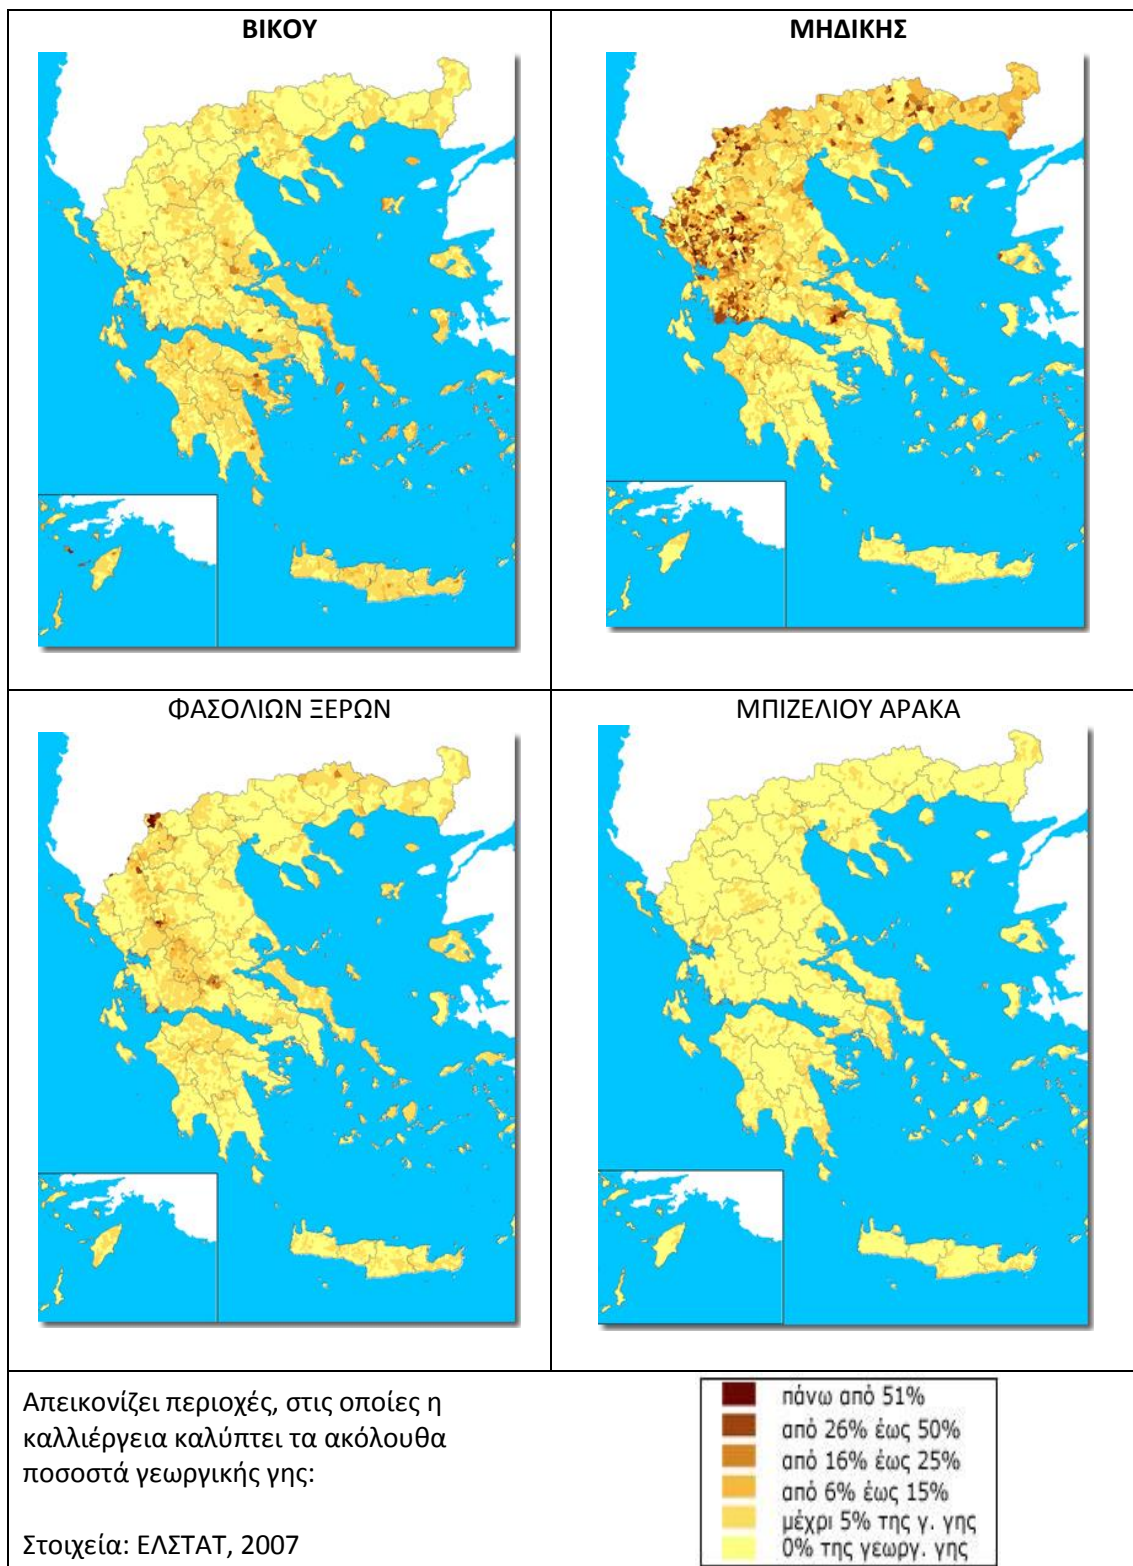 ΒΙΚΟΥ
ΜΗΔΙΚΗΣ
ΦΑΣΟΛΙΩΝ ΞΕΡΩΝ
ΜΠΙΖΕΛΙΟΥ ΑΡΑΚΑ
Απεικονίζει περιοχές, στις οποίες η
καλλιέργεια καλύπτει τα ακόλουθα
ποσοστά γεωργικής γης:
Στοιχεία: ΕΛΣΤΑΤ, 2007
πάνω από 51%
από 26% έως 50%
από 16% έως 25%
από 6% έως 15%
μέχρι 5% της γ. γης
0% της γεωργ. γης